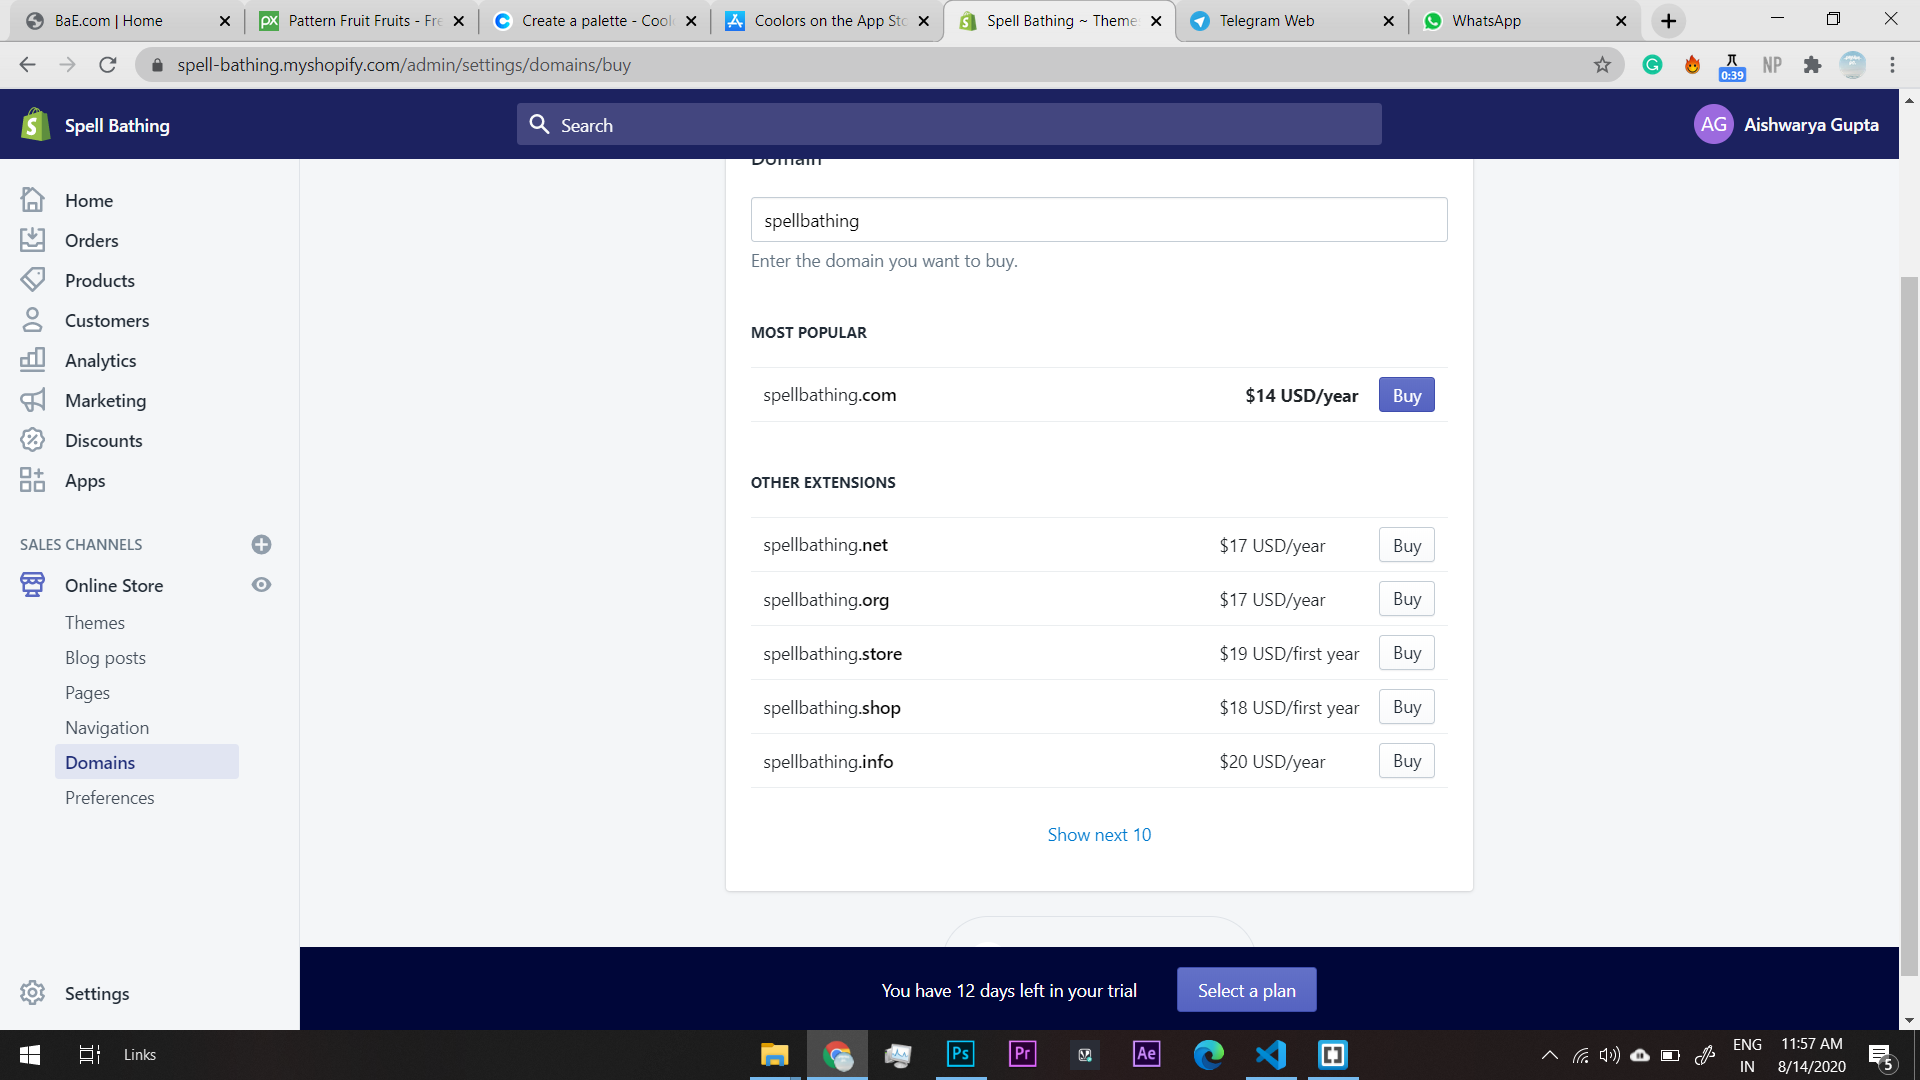 BaE.com | Home
Pattern Fruit Fruits - Fre
Create a palette - Cool
Coolors on the App Sto
Spell Bathing ~ Themes
Telegram Web
WhatsApp
spell-bathing.myshopify.com/admin/settings/domains/buy
0:39
NP
Spell Bathing
Search
AG
Aishwarya Gupta
Home
Orders
Products
Customers
Analytics
Marketing
Discounts
Apps
SALES CHANNELS
Online Store
Themes
Blog posts
Pages
Navigation
Domains
Preferences
Settings
Domain
spellbathing
Enter the domain you want to buy.
MOST POPULAR
spellbathing.com $14 USD/year Buy
OTHER EXTENSIONS
spellbathing.net $17 USD/year Buy
spellbathing.org $17 USD/year Buy
spellbathing.store $19 USD/first year Buy
spellbathing.shop $18 USD/first year Buy
spellbathing.info $20 USD/year Buy
Show next 10
You have 12 days left in your trial
Select a plan
Links
Ps
Pr
Ae
ENG
IN
11:57 AM
8/14/2020
5